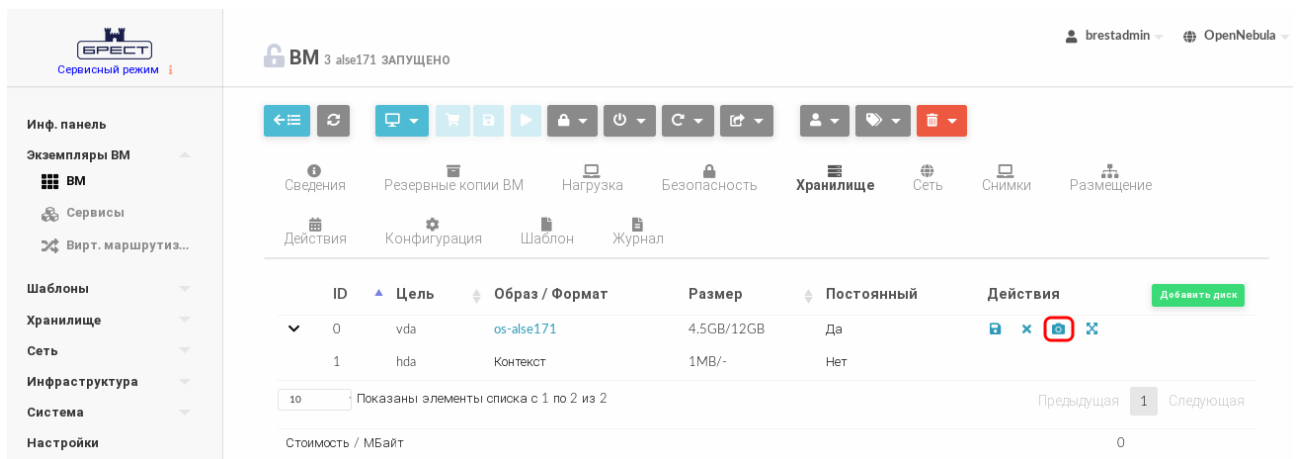 БРЕСТ
Сервисный режим i
ВМ 3 alse171 ЗАПУЩЕНО
brestadmin OpenNebula
Инф. панель
Экземпляры ВМ
ВМ
Сервисы
Вирт. маршрутиз...
Шаблоны
Хранилище
Сеть
Инфраструктура
Система
Настройки
Сведения Резервные копии ВМ Нагрузка Безопасность Хранилище Сеть Снимки Размещение
Действия Конфигурация Шаблон Журнал
ID Цель Образ / Формат Размер Постоянный Действия Добавить диск
0 vda os-alse171 4.5GB/12GB Да
1 hda Контекст 1MB/- Нет
10 Показаны элементы списка с 1 по 2 из 2 Предыдущая 1 Следующая
Стоимость / МБайт 0